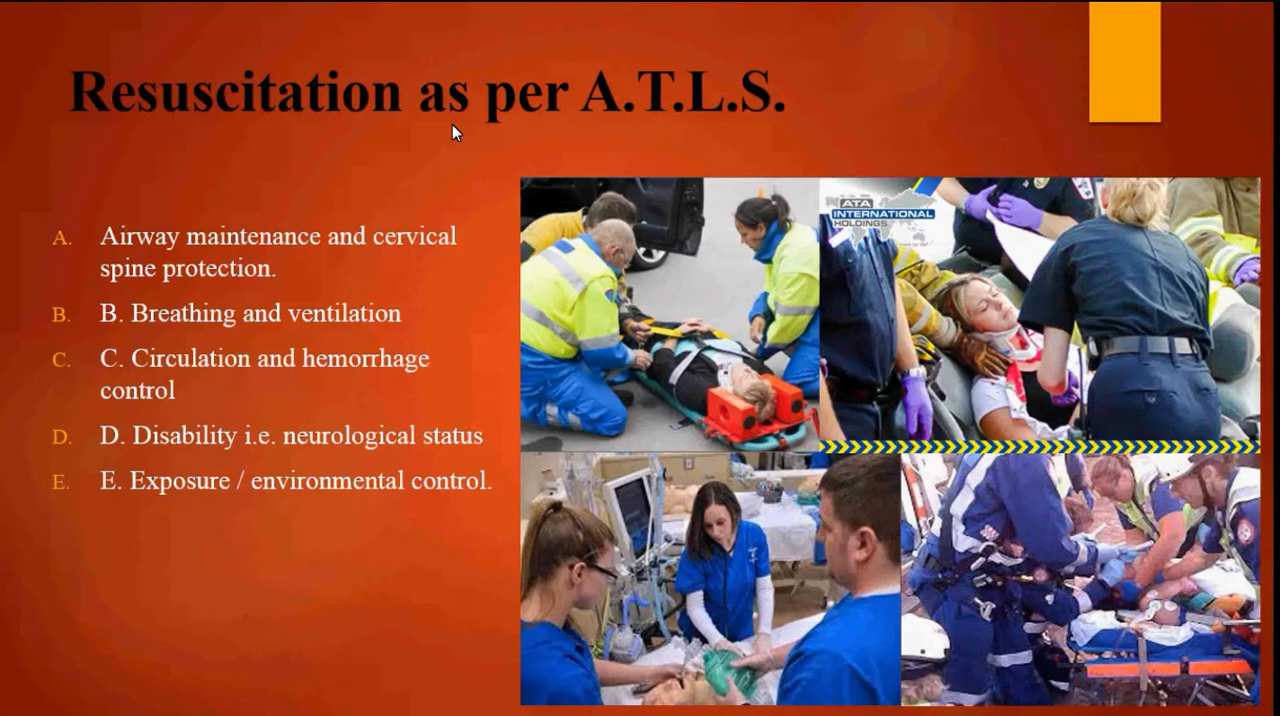 Resuscitation as per A.T.L.S.
A. Airway maintenance and cervical
spine protection.
B. B. Breathing and ventilation
C. C. Circulation and hemorrhage
control
D. D. Disability i.e. neurological status
E. E. Exposure / environmental control.
ATA
INTERNATIONAL
HOLDINGS